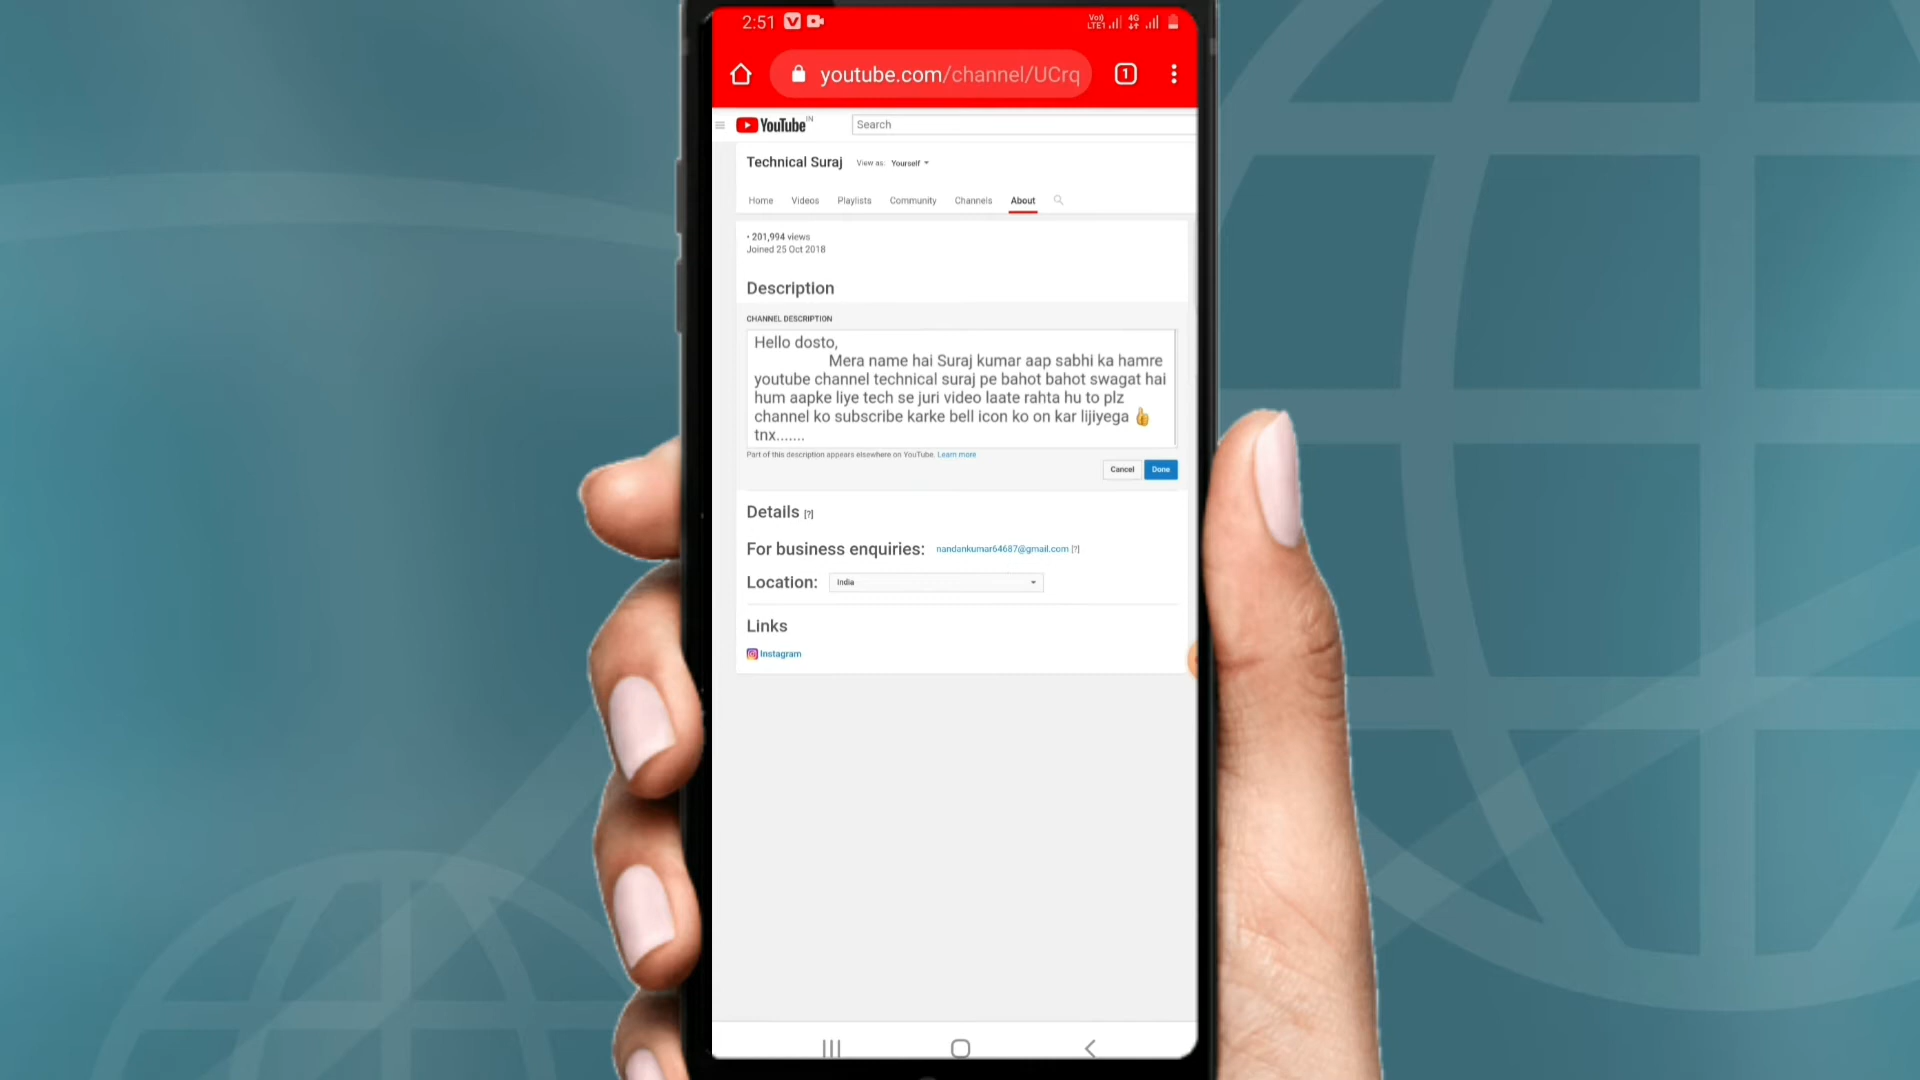 2:51
Vo)) LTE1 4G
youtube.com/channel/UCrq
1
YouTube IN
Search
Technical Suraj View as: Yourself
Home Videos Playlists Community Channels About
• 201,994 views
Joined 25 Oct 2018
Description
CHANNEL DESCRIPTION
Hello dosto,
Mera name hai Suraj kumar aap sabhi ka hamre
youtube channel technical suraj pe bahot bahot swagat hai
hum aapke liye tech se juri video laate rahta hu to plz
channel ko subscribe karke bell icon ko on kar lijiyega 👍
tnx.......
Part of this description appears elsewhere on YouTube. Learn more
Cancel Done
Details [?]
For business enquiries: nandankumar64687@gmail.com [?]
Location: India
Links
Instagram